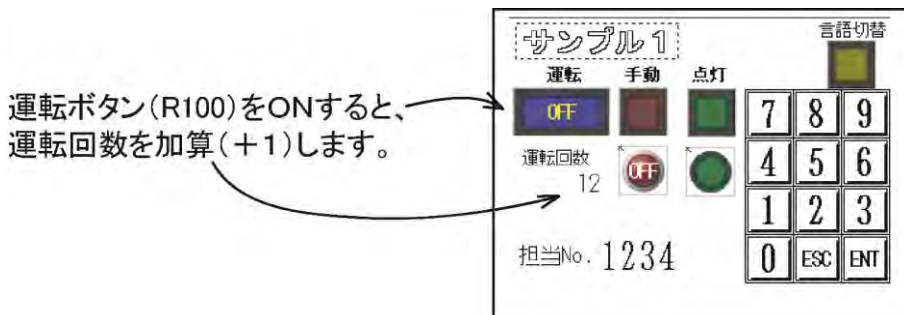 運転ボタン(R100)をONすると、
運転回数を加算(+1)します。
サンプル1
言語切替
運転
手動
点灯
OFF
運転回数
12
OFF
担当No. 1234
7 8 9
4 5 6
1 2 3
0 ESC ENT